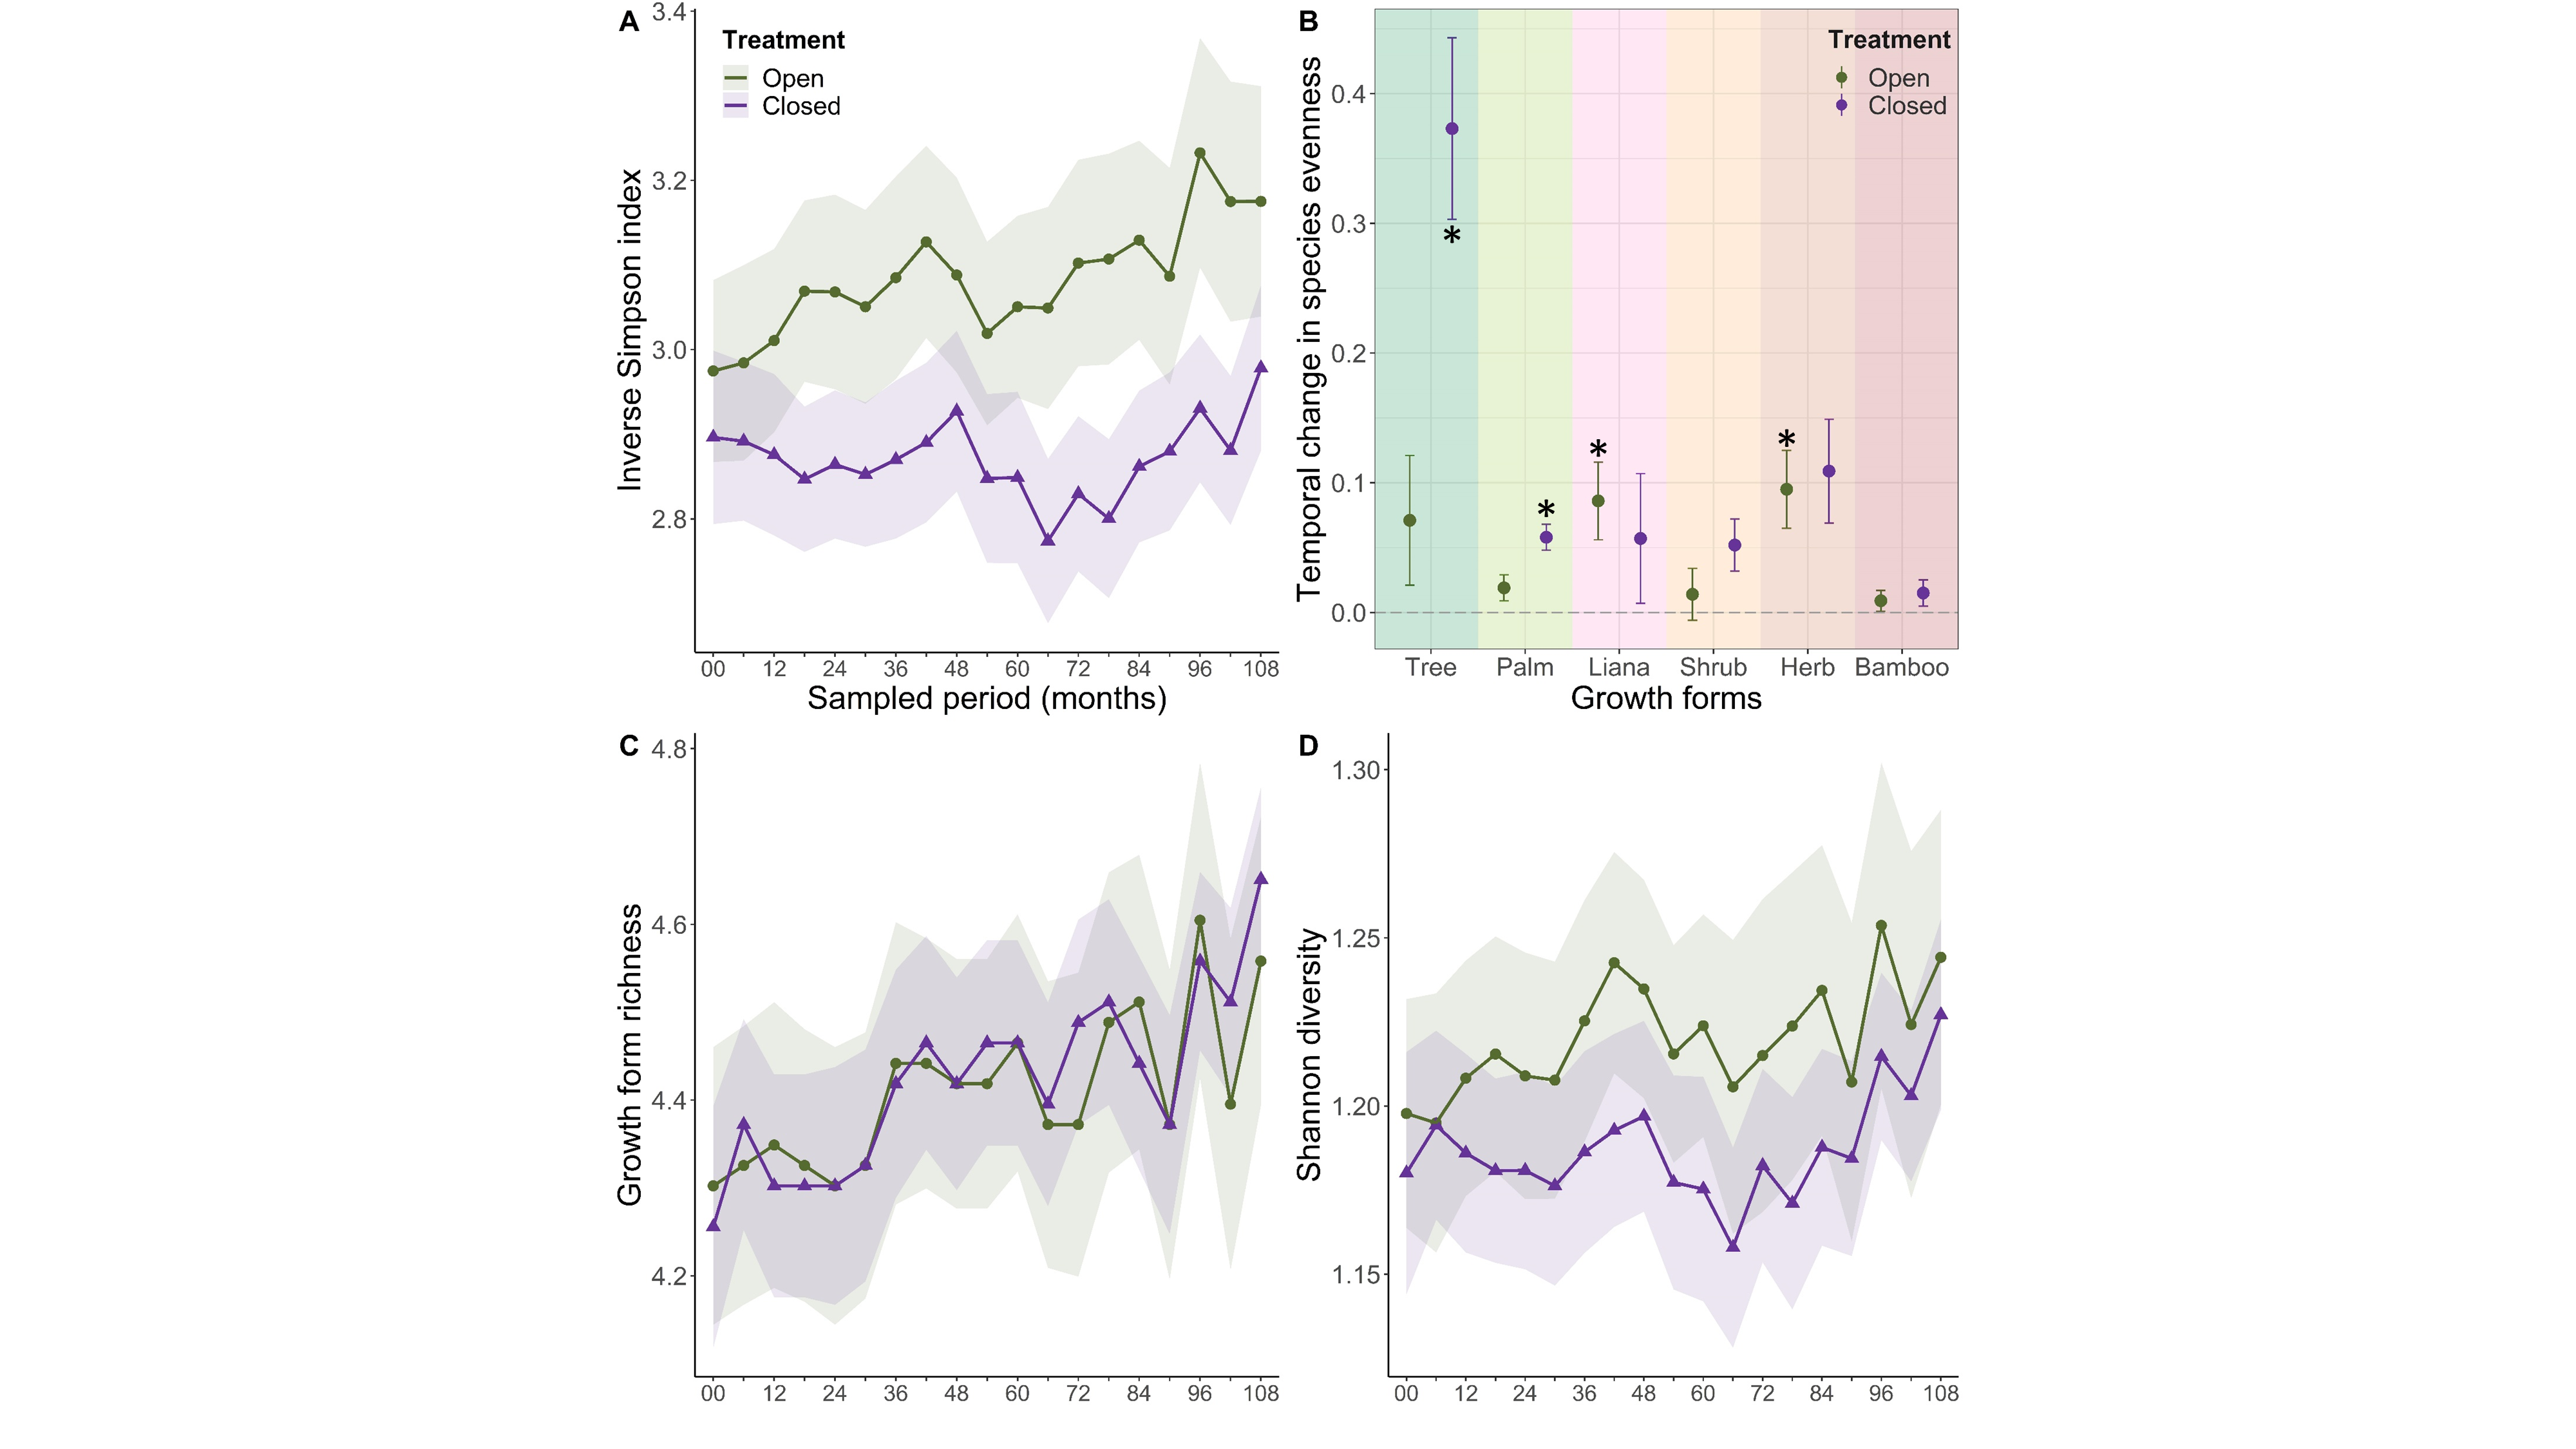 A
Treatment
Open
Closed
3.4
3.2
3.0
2.8
Inverse Simpson index
00 12 24 36 48 60 72 84 96 108
Sampled period (months)
B
Treatment
Open
Closed
0.4
0.3
0.2
0.1
0.0
*
*
*
*
Temporal change in species evenness
Tree Palm Liana Shrub Herb Bamboo
Growth forms
C
4.8
4.6
4.4
4.2
Growth form richness
00 12 24 36 48 60 72 84 96 108
D
1.30
1.25
1.20
1.15
Shannon diversity
00 12 24 36 48 60 72 84 96 108